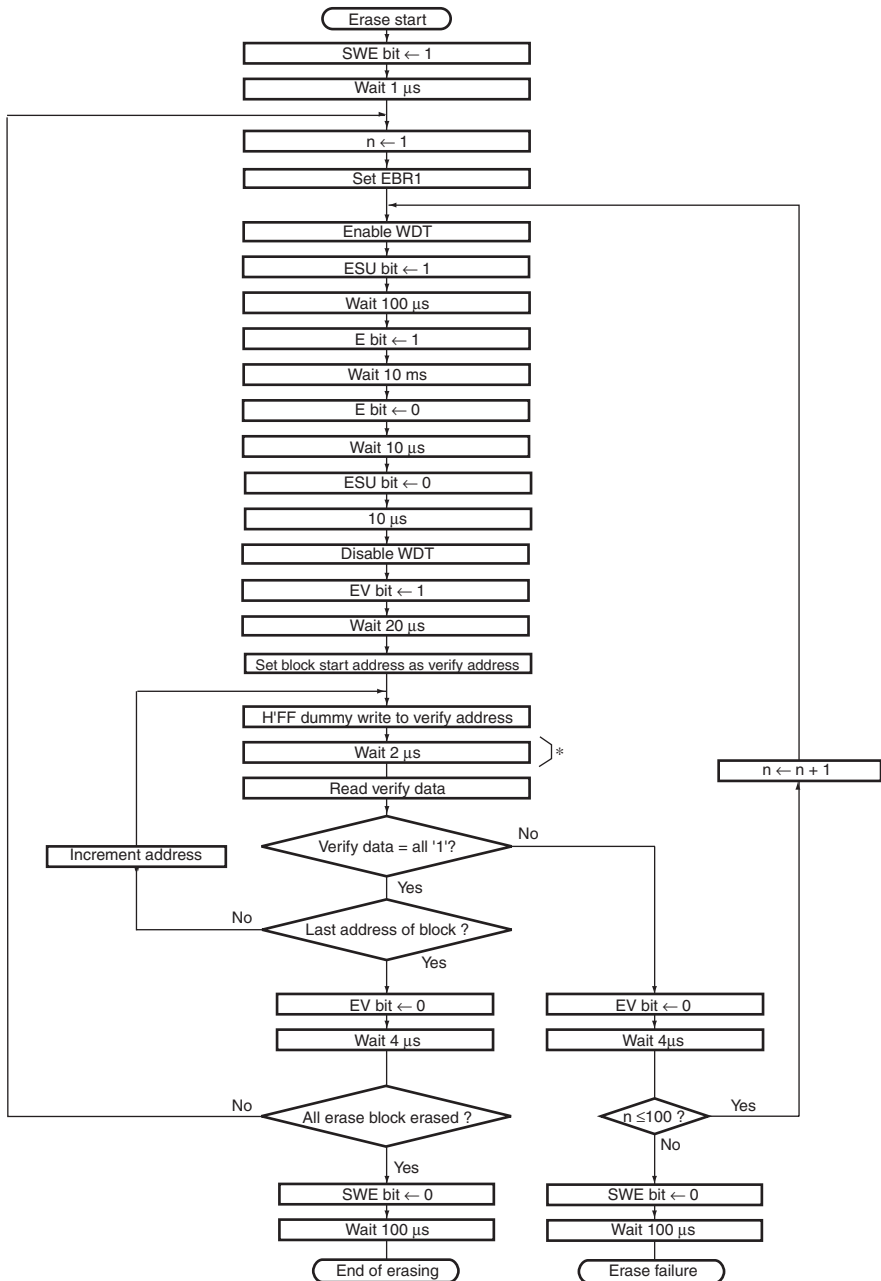 Erase start
SWE bit ← 1
Wait 1 µs
n ← 1
Set EBR1
Enable WDT
ESU bit ← 1
Wait 100 µs
E bit ← 1
Wait 10 ms
E bit ← 0
Wait 10 µs
ESU bit ← 0
10 µs
Disable WDT
EV bit ← 1
Wait 20 µs
Set block start address as verify address
H'FF dummy write to verify address
Wait 2 µs
*
n ← n + 1
Read verify data
Verify data = all '1'?
No
Increment address
Yes
No
Last address of block ?
Yes
EV bit ← 0
EV bit ← 0
Wait 4 µs
Wait 4µs
No
All erase block erased ?
n ≤100 ?
Yes
Yes
No
SWE bit ← 0
SWE bit ← 0
Wait 100 µs
Wait 100 µs
End of erasing
Erase failure